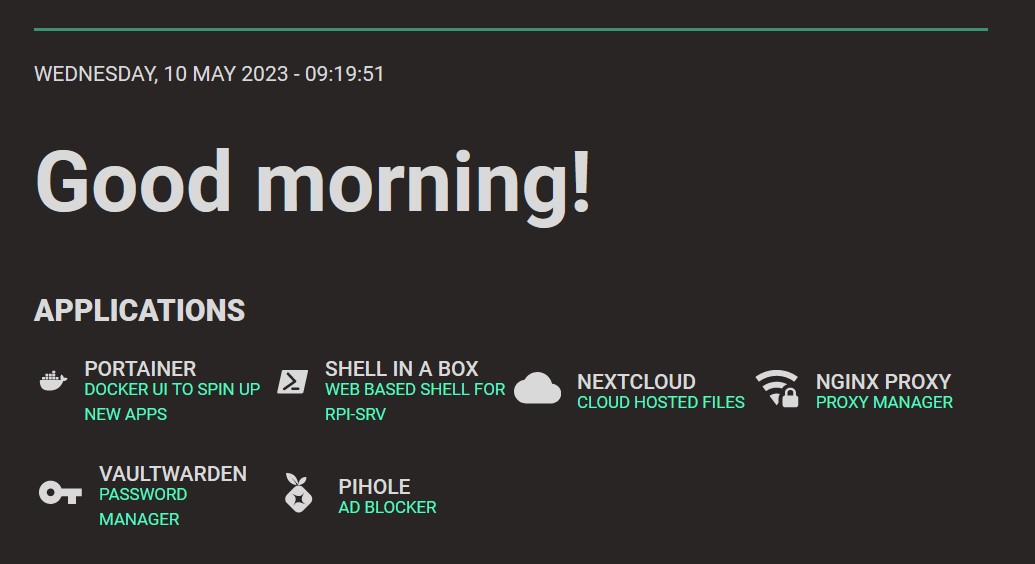 WEDNESDAY, 10 MAY 2023 - 09:19:51
Good morning!
APPLICATIONS
PORTAINER
DOCKER UI TO SPIN UP
NEW APPS
SHELL IN A BOX
WEB BASED SHELL FOR
RPI-SRV
NEXTCLOUD
CLOUD HOSTED FILES
NGINX PROXY
PROXY MANAGER
VAULTWARDEN
PASSWORD
MANAGER
PIHOLE
AD BLOCKER